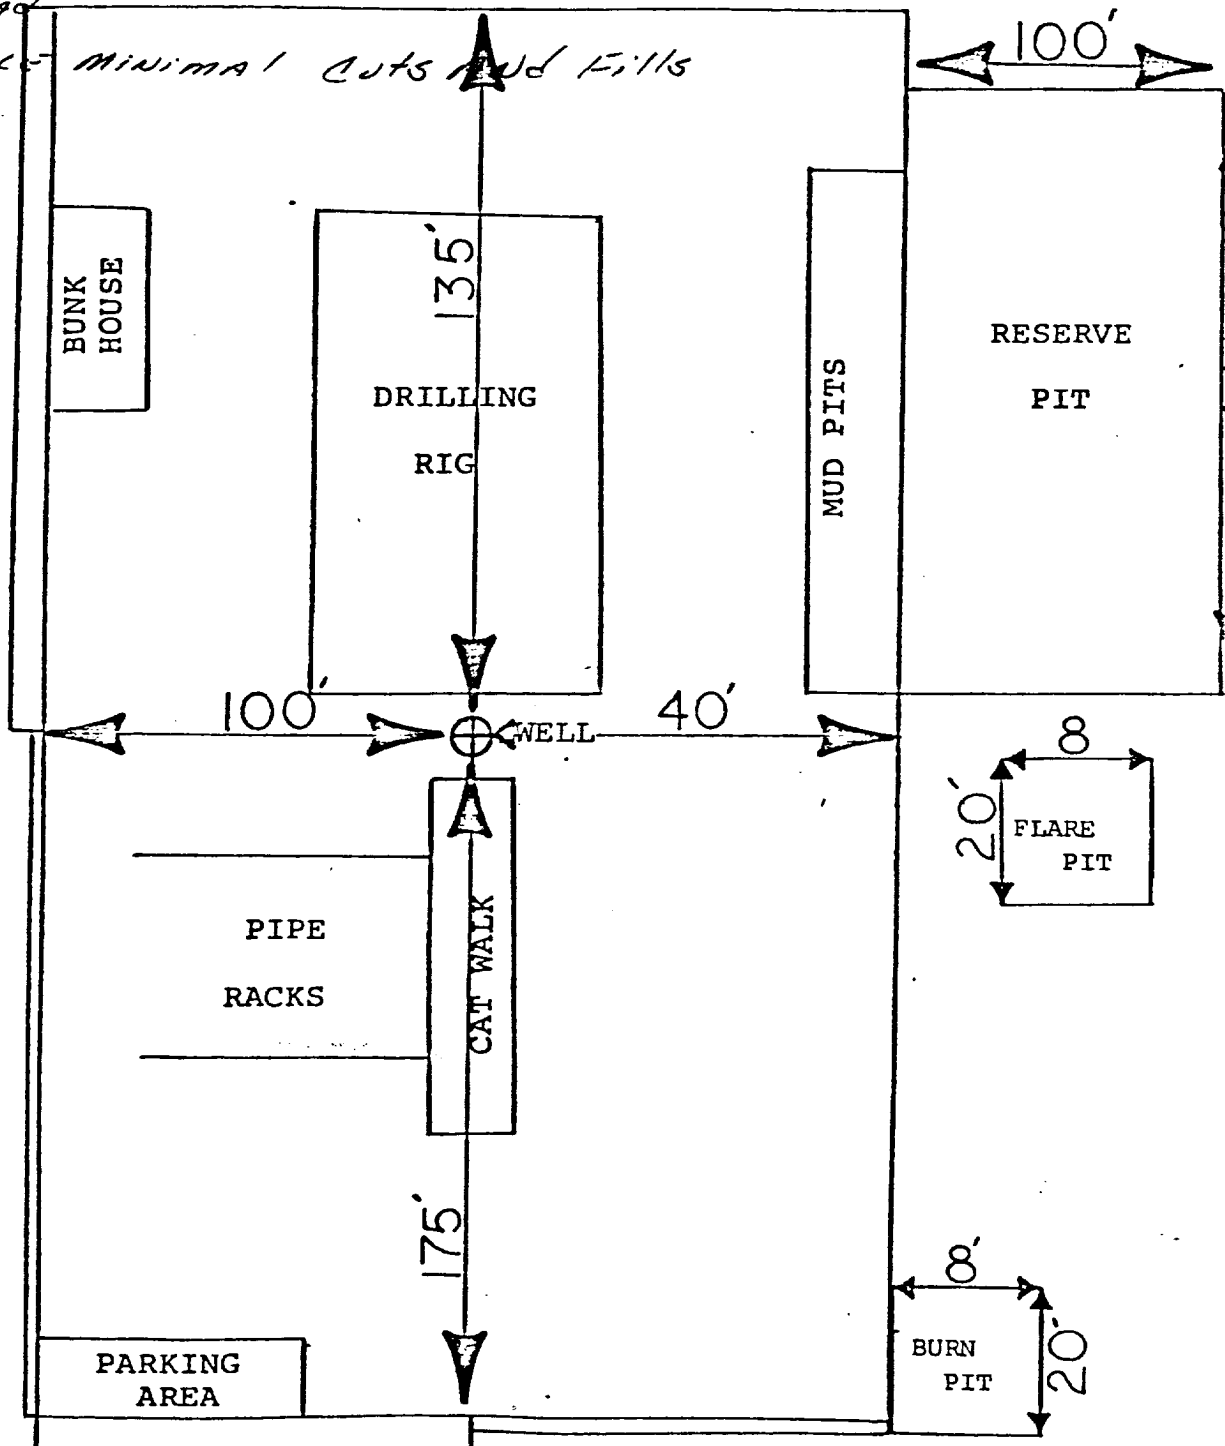 Minimal Cuts And Fills
100'
BUNK
HOUSE
135'
DRILLING
RIG
MUD PITS
RESERVE
PIT
100'
WELL
40'
8
20'
FLARE
PIT
PIPE
RACKS
CAT WALK
175'
8'
20'
BURN
PIT
PARKING
AREA